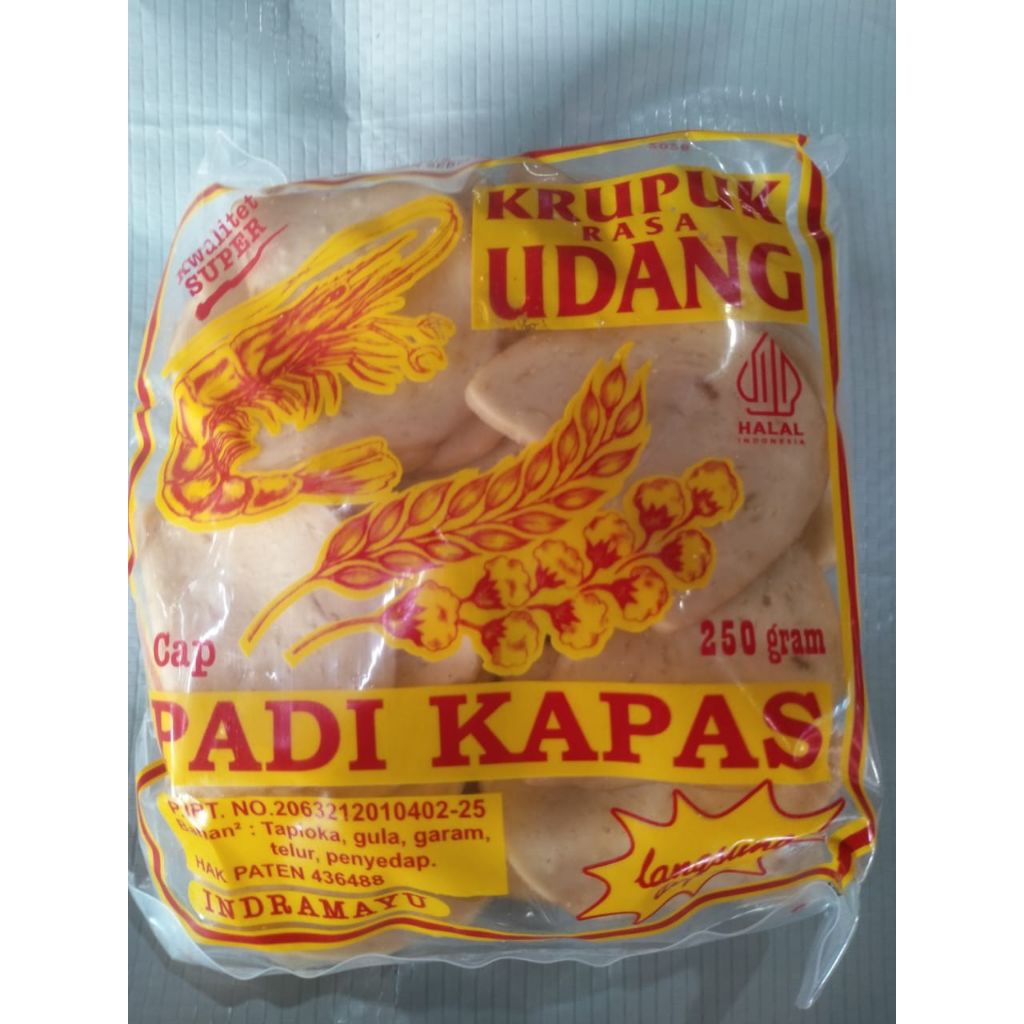 Kwalitet
SUPER
KRUPUK
RASA
UDANG
HALAL
INDONESIA
Cap
250 gram
PADI KAPAS
P.IPT. NO.2063212010402-25
Bahan² : Tapioka, gula, garam,
telur, penyedap.
HAK PATEN 436488
INDRAMAYU